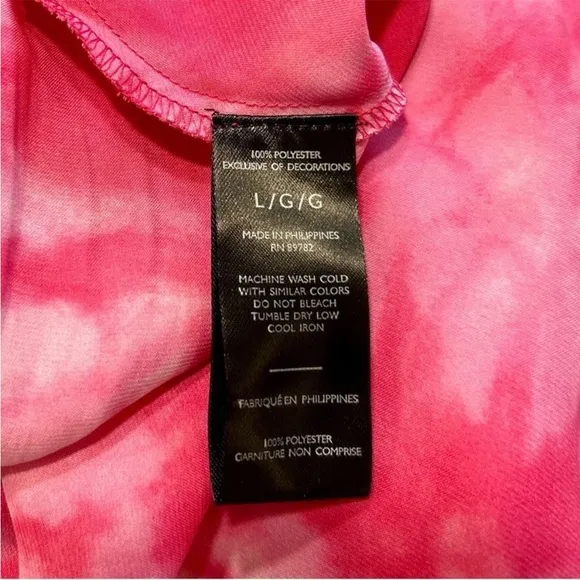 100% POLYESTER
EXCLUSIVE OF DECORATIONS
L/G/G
MADE IN PHILIPPINES
RN 89782
MACHINE WASH COLD
WITH SIMILAR COLORS
DO NOT BLEACH
TUMBLE DRY LOW
COOL IRON
FABRIQUÉ EN PHILIPPINES
100% POLYESTER
GARNITURE NON COMPRISE